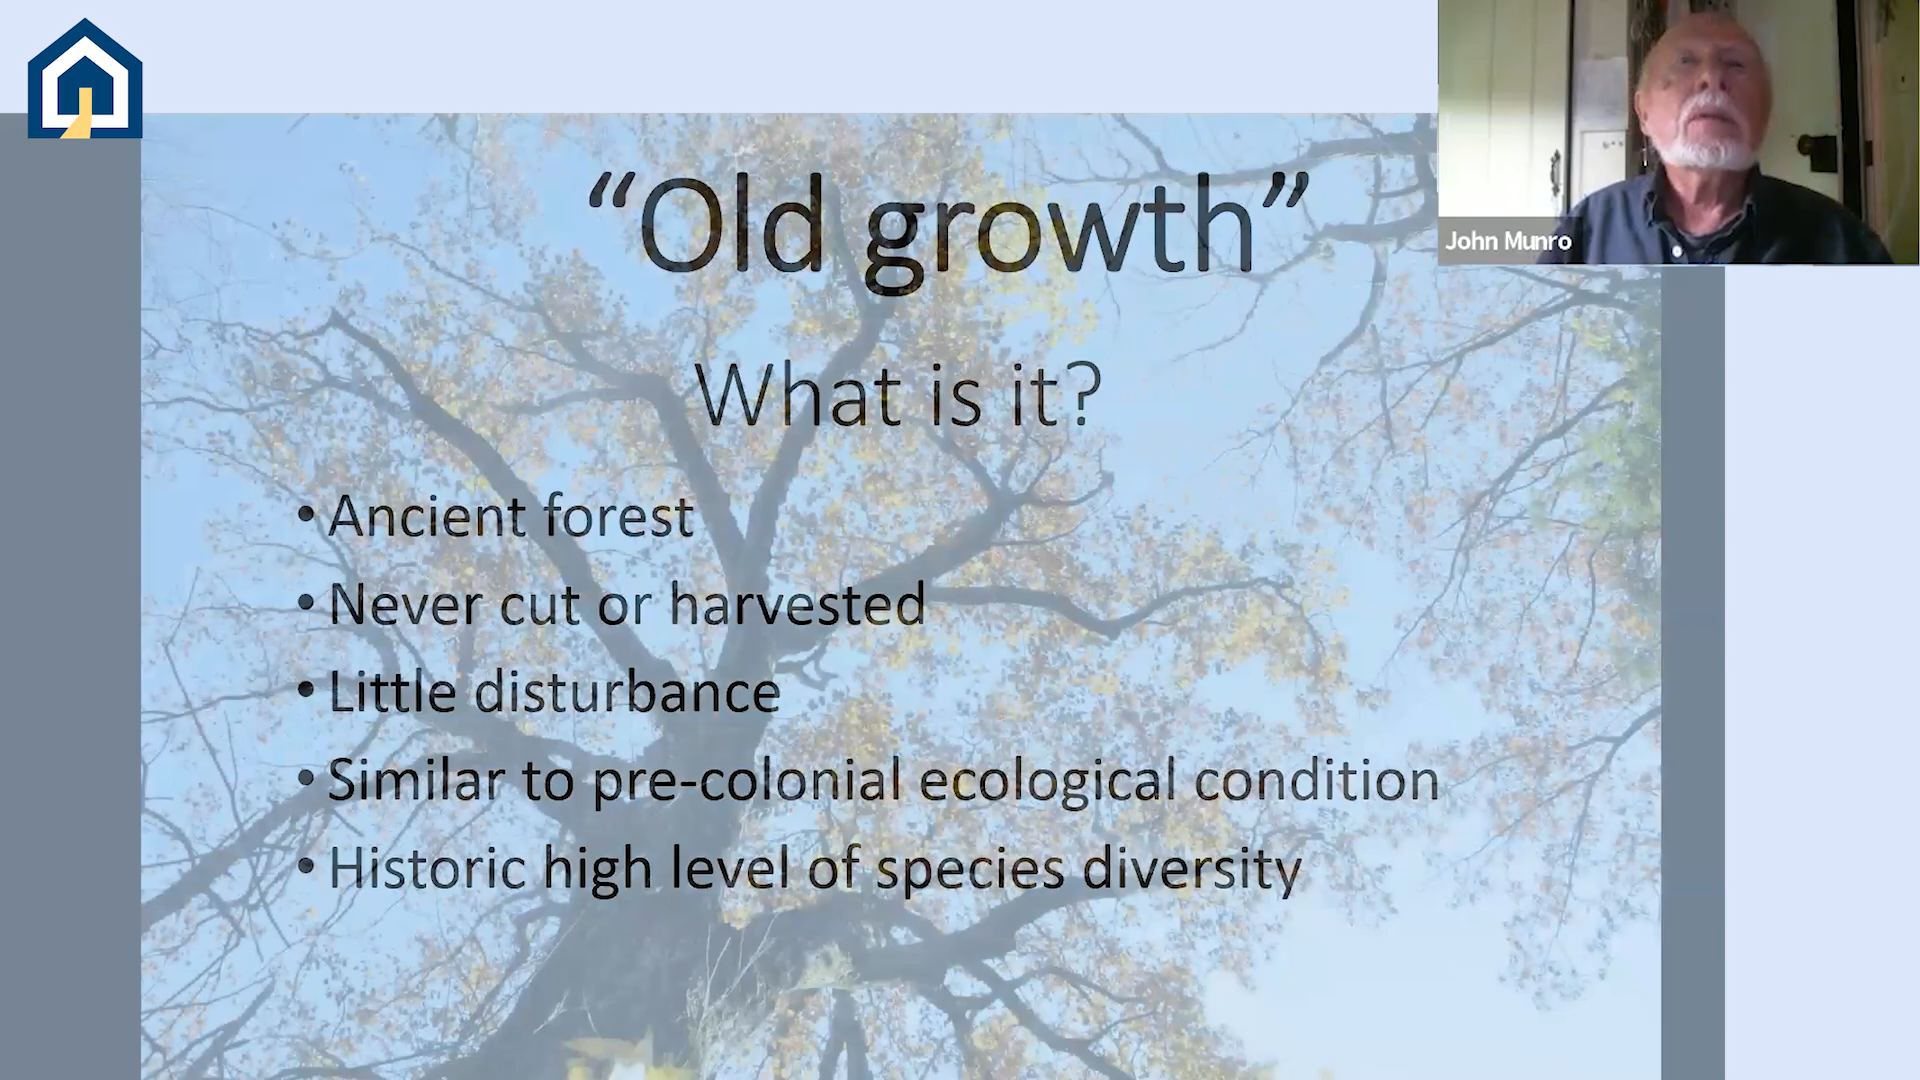 “Old growth”
John Munro
What is it?
• Ancient forest
• Never cut or harvested
• Little disturbance
• Similar to pre-colonial ecological condition
• Historic high level of species diversity